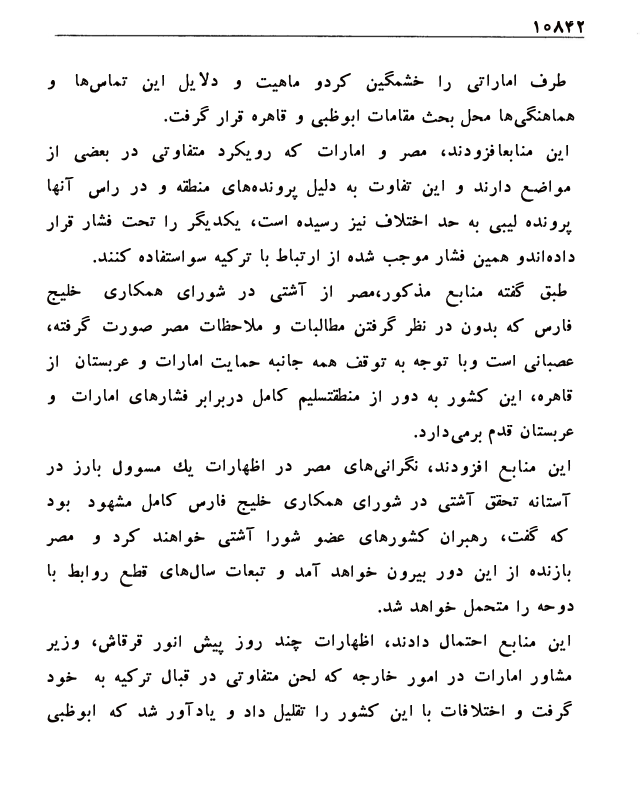 ۱۰۸۴۲
طرف اماراتی را خشمگین کردو ماهیت و دلایل این تماس‌ها و
هماهنگی‌ها محل بحث مقامات ابوظبی و قاهره قرار گرفت.
این منابعافزودند، مصر و امارات که رویکرد متفاوتی در بعضی از
مواضع دارند و این تفاوت به دلیل پرونده‌های منطقه و در راس آنها
پرونده لیبی به حد اختلاف نیز رسیده است، یکدیگر را تحت فشار قرار
داده‌اندو همین فشار موجب شده از ارتباط با ترکیه سواستفاده کنند.
طبق گفته منابع مذکور،مصر از آشتی در شورای همکاری خلیج
فارس که بدون در نظر گرفتن مطالبات و ملاحظات مصر صورت گرفته،
عصبانی است وبا توجه به توقف همه جانبه حمایت امارات و عربستان از
قاهره، این کشور به دور از منطقتسلیم کامل دربرابر فشارهای امارات و
عربستان قدم برمی‌دارد.
این منابع افزودند، نگرانی‌های مصر در اظهارات یك مسوول بارز در
آستانه تحقق آشتی در شورای همکاری خلیج فارس کامل مشهود بود
که گفت، رهبران کشورهای عضو شورا آشتی خواهند کرد و مصر
بازنده از این دور بیرون خواهد آمد و تبعات سال‌های قطع روابط با
دوحه را متحمل خواهد شد.
این منابع احتمال دادند، اظهارات چند روز پیش انور قرقاش، وزیر
مشاور امارات در امور خارجه که لحن متفاوتی در قبال ترکیه به خود
گرفت و اختلافات با این کشور را تقلیل داد و یادآور شد که ابوظبی